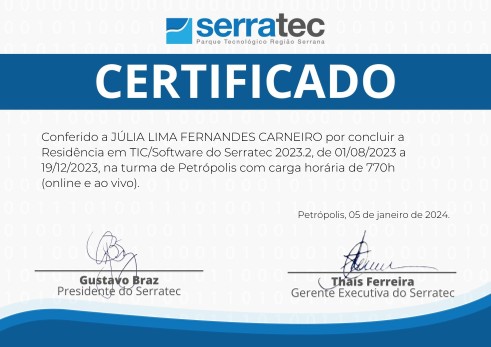 serratec
Parque Tecnológico Região Serrana
CERTIFICADO
Conferido a JÚLIA LIMA FERNANDES CARNEIRO por concluir a
Residência em TIC/Software do Serratec 2023.2, de 01/08/2023 a
19/12/2023, na turma de Petrópolis com carga horária de 770h
(online e ao vivo).
Petrópolis, 05 de janeiro de 2024.
Gustavo Braz
Presidente do Serratec
Thaís Ferreira
Gerente Executiva do Serratec